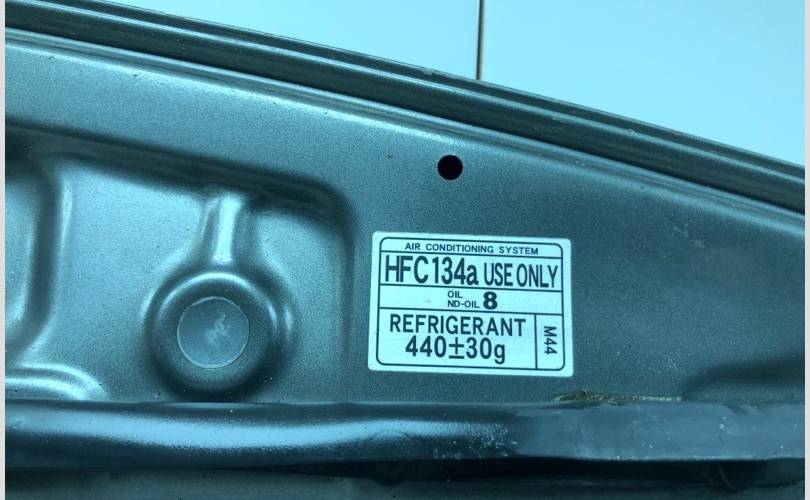 AIR CONDITIONING SYSTEM
HFC134a USE ONLY
OIL
ND-OIL 8
REFRIGERANT
440±30g
M44